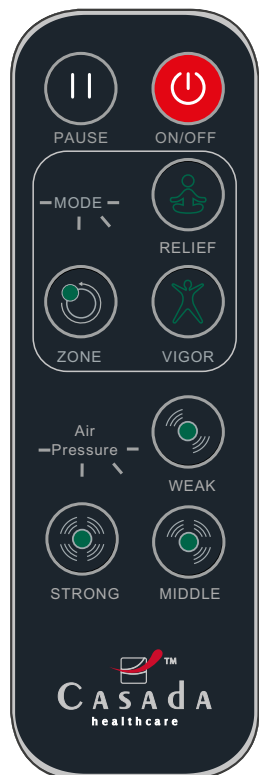 PAUSE ON/OFF
MODE
RELIEF
ZONE VIGOR
Air
Pressure
WEAK
STRONG MIDDLE
TM
CASAdA
healthcare